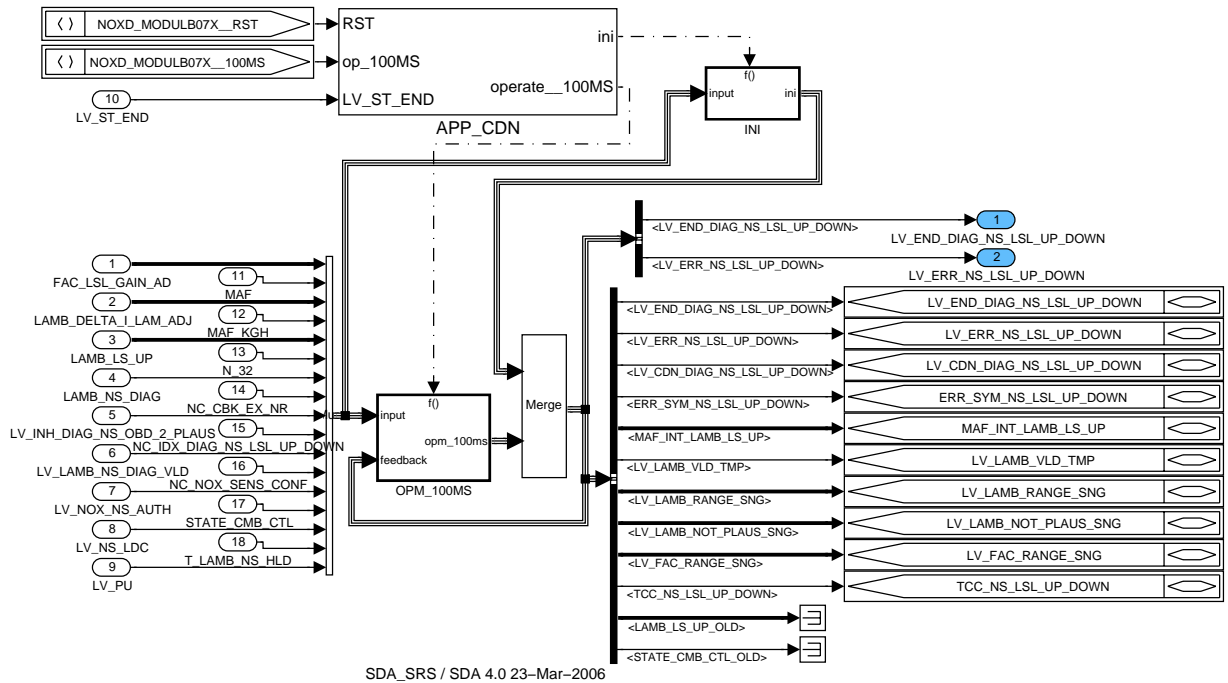 NOXD_MODULB07X__RST
RST
ini
NOXD_MODULB07X__100MS
op_100MS
operate__100MS
10
LV_ST_END
LV_ST_END
APP_CDN
f()
input
ini
INI
1
FAC_LSL_GAIN_AD
11
MAF
2
LAMB_DELTA_I_LAM_ADJ
12
MAF_KGH
3
LAMB_LS_UP
13
N_32
4
LAMB_NS_DIAG
14
NC_CBK_EX_NR
5
LV_INH_DIAG_NS_OBD_2_PLAUS
15
NC_IDX_DIAG_NS_LSL_UP_DOWN
6
LV_LAMB_NS_DIAG_VLD
16
NC_NOX_SENS_CONF
7
LV_NOX_NS_AUTH
17
STATE_CMB_CTL
8
LV_NS_LDC
18
T_LAMB_NS_HLD
9
LV_PU
f()
input
opm_100ms
feedback
OPM_100MS
Merge
<LV_END_DIAG_NS_LSL_UP_DOWN>
1
LV_END_DIAG_NS_LSL_UP_DOWN
<LV_ERR_NS_LSL_UP_DOWN>
2
LV_ERR_NS_LSL_UP_DOWN
<LV_END_DIAG_NS_LSL_UP_DOWN>
LV_END_DIAG_NS_LSL_UP_DOWN
<LV_ERR_NS_LSL_UP_DOWN>
LV_ERR_NS_LSL_UP_DOWN
<LV_CDN_DIAG_NS_LSL_UP_DOWN>
LV_CDN_DIAG_NS_LSL_UP_DOWN
<ERR_SYM_NS_LSL_UP_DOWN>
ERR_SYM_NS_LSL_UP_DOWN
<MAF_INT_LAMB_LS_UP>
MAF_INT_LAMB_LS_UP
<LV_LAMB_VLD_TMP>
LV_LAMB_VLD_TMP
<LV_LAMB_RANGE_SNG>
LV_LAMB_RANGE_SNG
<LV_LAMB_NOT_PLAUS_SNG>
LV_LAMB_NOT_PLAUS_SNG
<LV_FAC_RANGE_SNG>
LV_FAC_RANGE_SNG
<TCC_NS_LSL_UP_DOWN>
TCC_NS_LSL_UP_DOWN
<LAMB_LS_UP_OLD>
<STATE_CMB_CTL_OLD>
SDA_SRS / SDA 4.0 23−Mar−2006